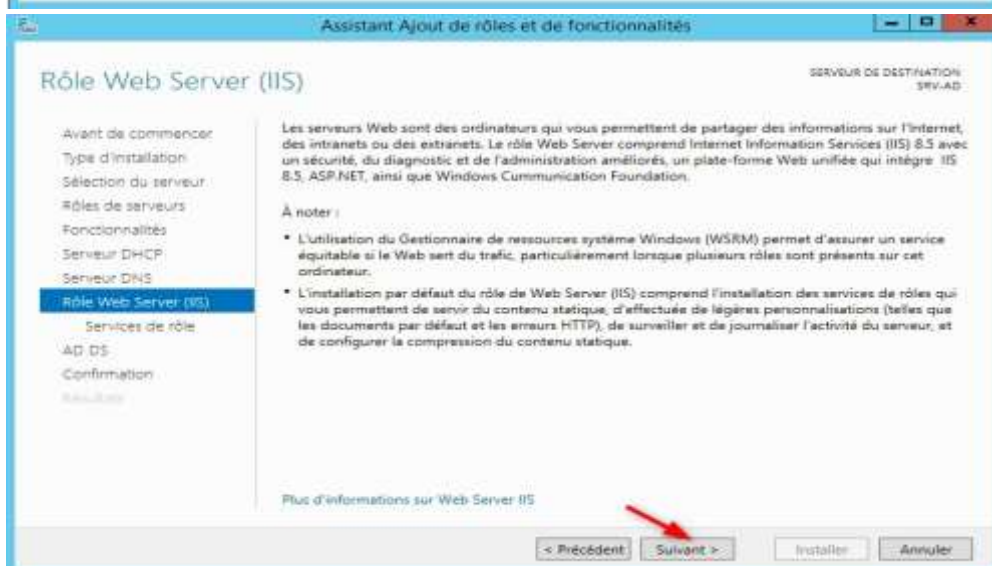 Assistant Ajout de rôles et de fonctionnalités
Rôle Web Server (IIS)
SERVEUR DE DESTINATION
SRV-AD
Avant de commencer
Type d'installation
Sélection du serveur
Rôles de serveurs
Fonctionnalités
Serveur DHCP
Serveur DNS
Rôle Web Server (IIS)
Services de rôle
AD DS
Confirmation
Résultats
Les serveurs Web sont des ordinateurs qui vous permettent de partager des informations sur l'Internet,
des intranets ou des extranets. Le rôle Web Server comprend Internet Information Services (IIS) 8.5 avec
un sécurité, du diagnostic et de l'administration améliorés, un plate-forme Web unifiée qui intègre IIS
8.5, ASP.NET, ainsi que Windows Cummunication Foundation.
À noter :
• L'utilisation du Gestionnaire de ressources système Windows (WSRM) permet d'assurer un service
équitable si le Web sert du trafic, particulièrement lorsque plusieurs rôles sont présents sur cet
ordinateur.
• L'installation par défaut du rôle de Web Server (IIS) comprend l'installation des services de rôles qui
vous permettent de servir du contenu statique, d'effectuée de légères personnalisations (telles que
les documents par défaut et les erreurs HTTP), de surveiller et de journaliser l'activité du serveur, et
de configurer la compression du contenu statique.
Plus d'informations sur Web Server IIS
< Précédent
Suivant >
Installer
Annuler